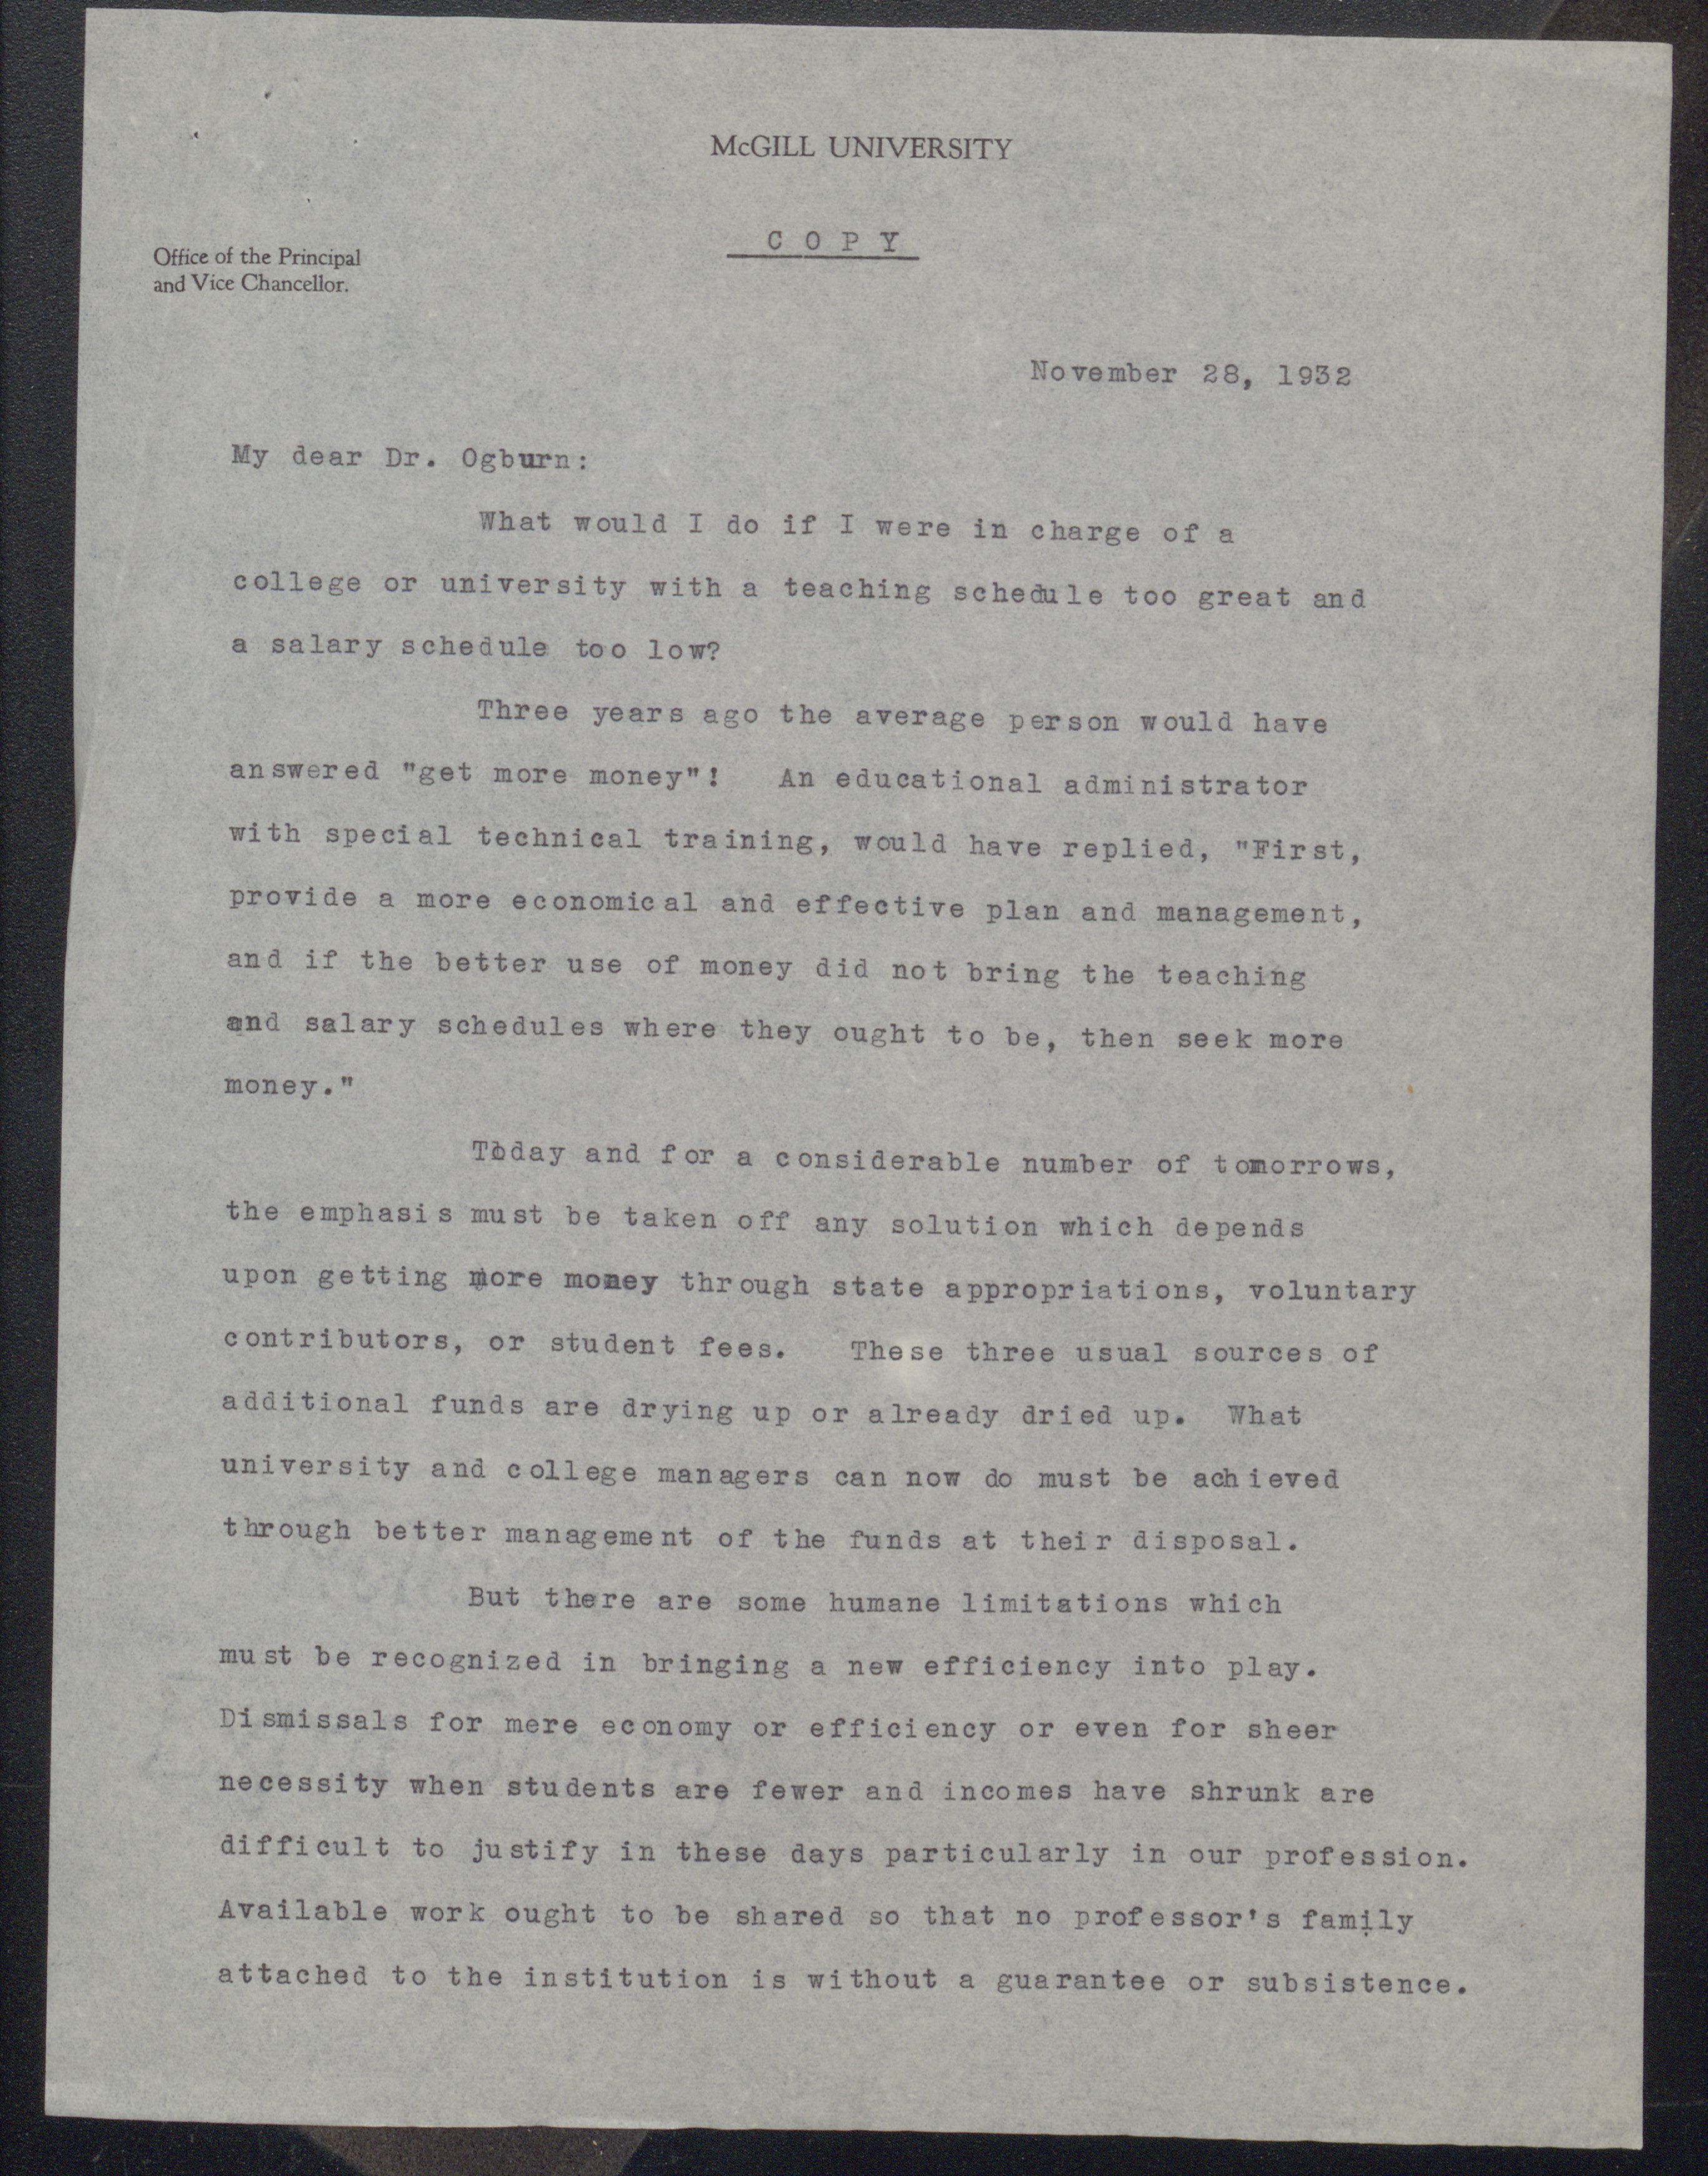 McGILL UNIVERSITY
COPY
Office of the Principal
and Vice Chancellor.
November 28, 1932
My dear Dr. Ogburn:
What would I do if I were in charge of a
college or university with a teaching schedule too great and
a salary schedule too low?
Three years ago the average person would have
answered "get more money"! An educational administrator
with special technical training, would have replied, "First,
provide a more economical and effective plan and management,
and if the better use of money did not bring the teaching
and salary schedules where they ought to be, then seek more
money."
Today and for a considerable number of tomorrows,
the emphasis must be taken off any solution which depends
upon getting more money through state appropriations, voluntary
contributors, or student fees. These three usual sources of
additional funds are drying up or already dried up. What
university and college managers can now do must be achieved
through better management of the funds at their disposal.
But there are some humane limitations which
must be recognized in bringing a new efficiency into play.
Dismissals for mere economy or efficiency or even for sheer
necessity when students are fewer and incomes have shrunk are
difficult to justify in these days particularly in our profession.
Available work ought to be shared so that no professor's family
attached to the institution is without a guarantee or subsistence.